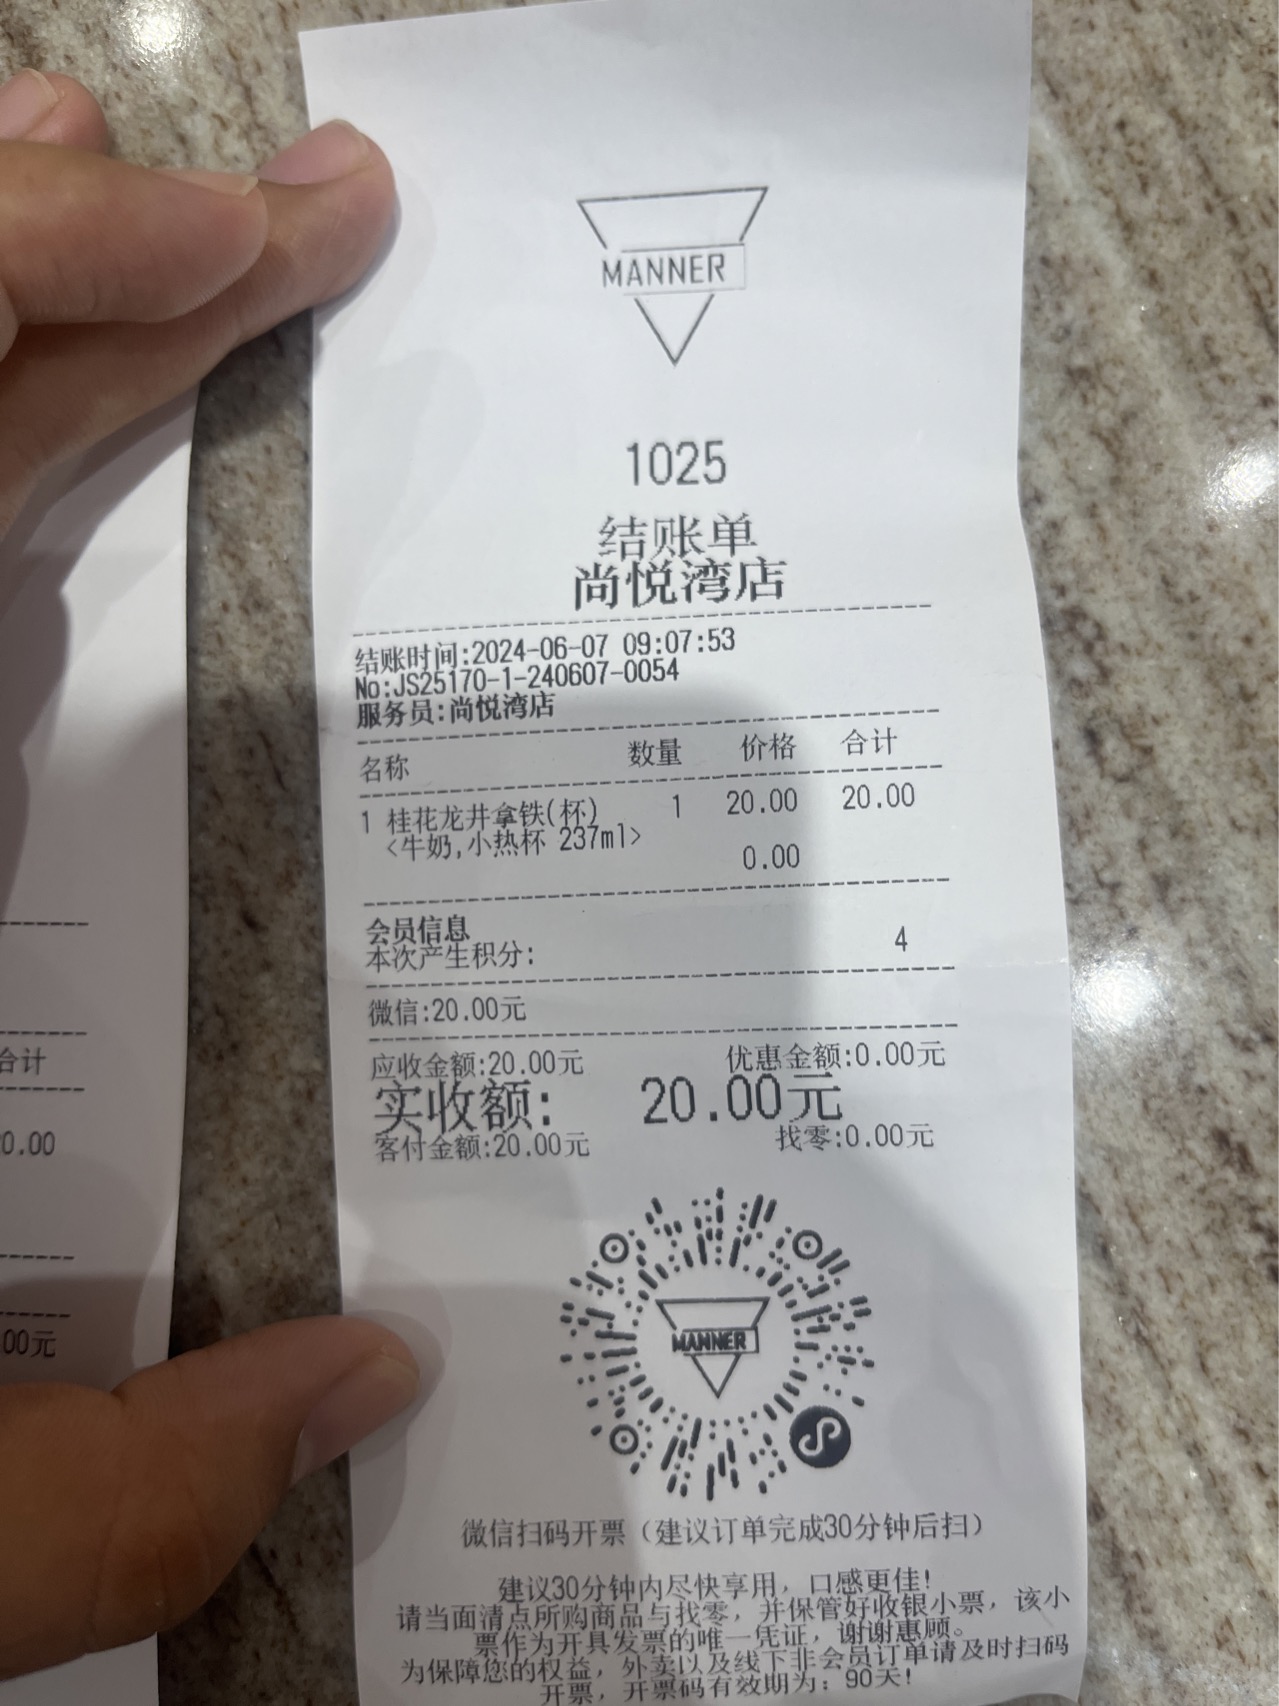 MANNER
1025
结账单
尚悦湾店
结账时间:2024-06-07 09:07:53
No:JS25170-1-240607-0054
服务员:尚悦湾店
名称 数量 价格 合计
1 桂花龙井拿铁(杯) 1 20.00 20.00
<牛奶,小热杯 237ml> 0.00
会员信息
本次产生积分: 4
微信:20.00元
应收金额:20.00元 优惠金额:0.00元
实收额: 20.00元
客付金额:20.00元 找零:0.00元
MANNER
微信扫码开票（建议订单完成30分钟后扫）
建议30分钟内尽快享用，口感更佳!
请当面清点所购商品与找零，并保管好收银小票，该小
票作为开具发票的唯一凭证，谢谢惠顾。
为保障您的权益，外卖以及线下非会员订单请及时扫码
开票，开票码有效期为：90天!
合计
0.00
00元